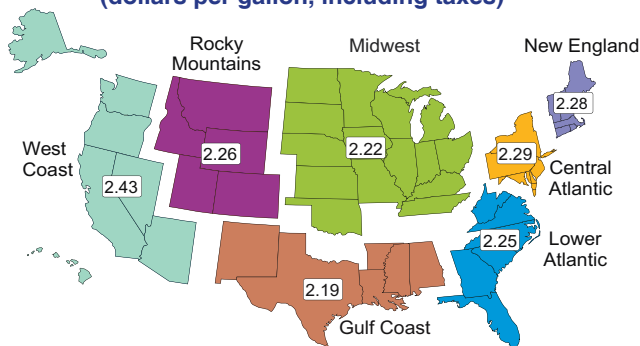 (dollars per gallon, including taxes)
Rocky
Mountains
Midwest
New England
2.28
West
Coast
2.26
2.22
2.29
Central
Atlantic
2.43
2.25
Lower
Atlantic
2.19
Gulf Coast